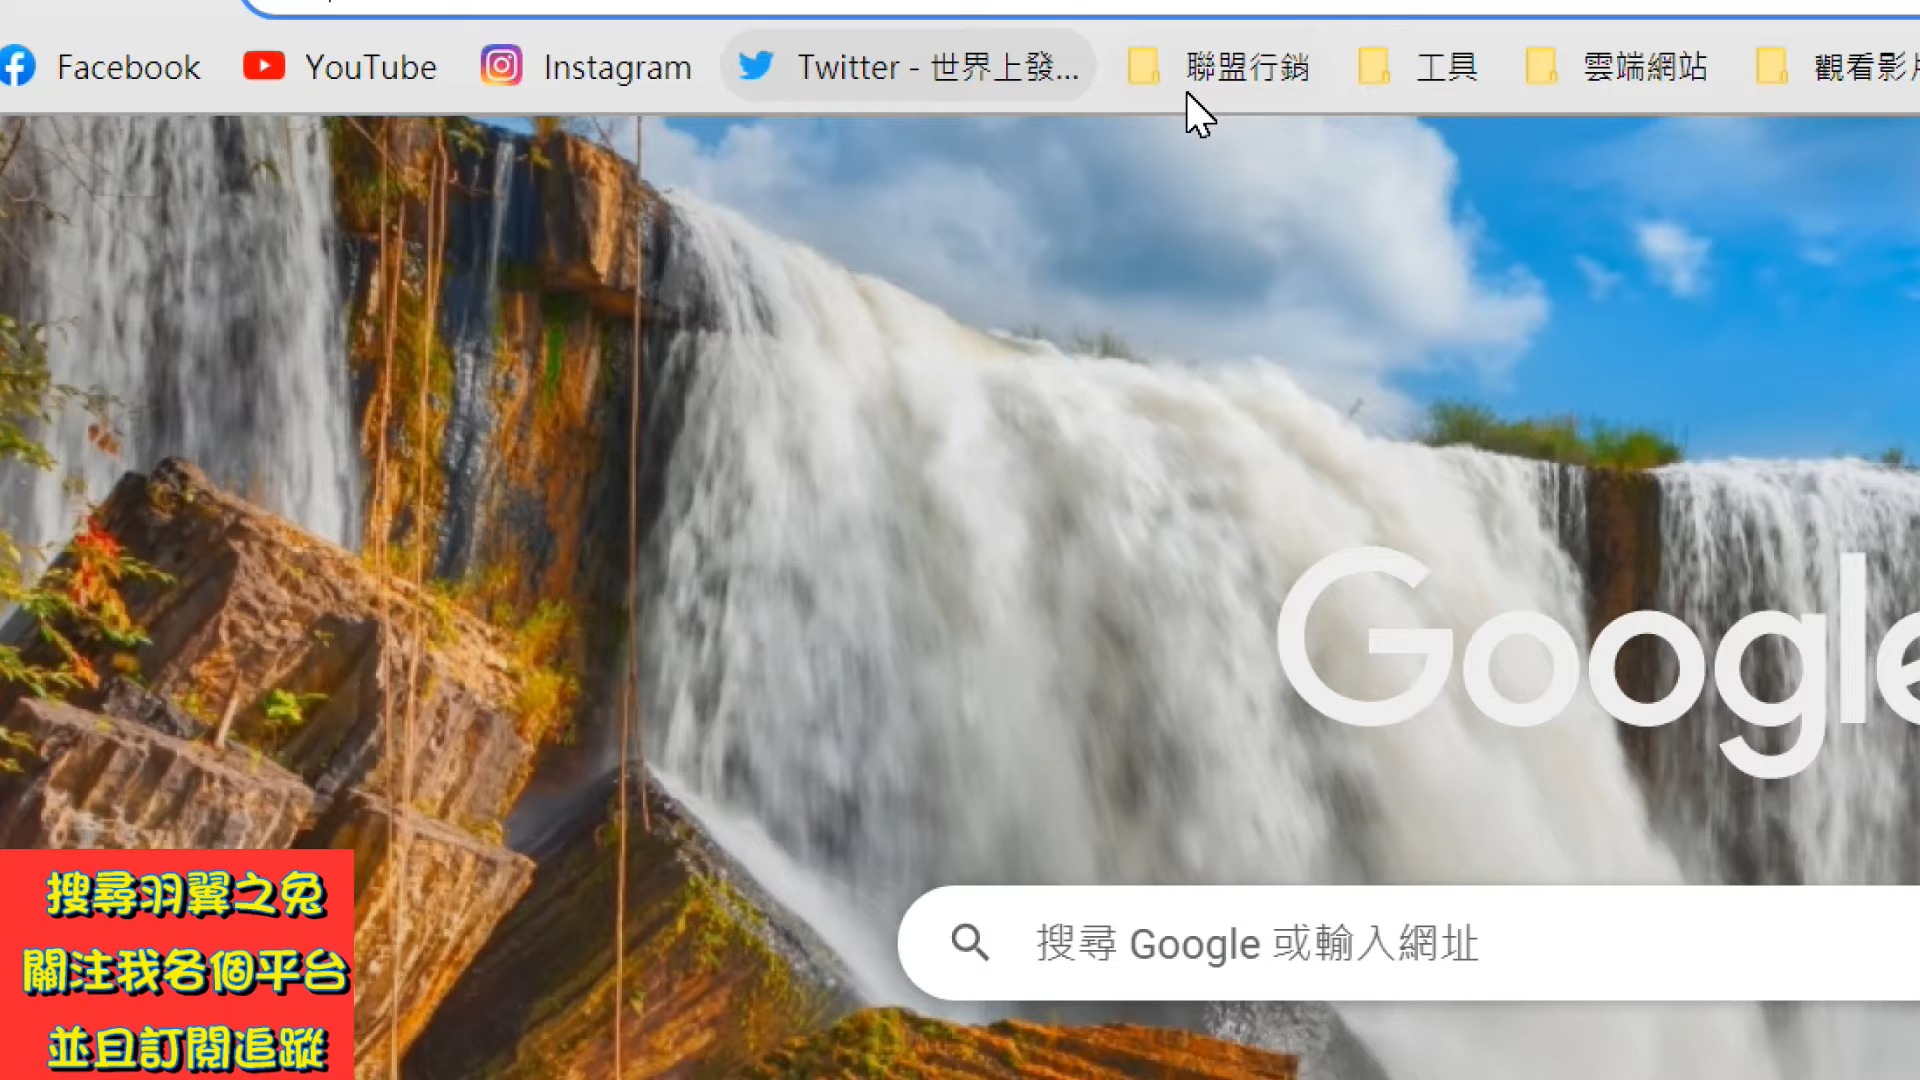 Facebook YouTube Instagram Twitter - 世界上發... 聯盟行銷 工具 雲端網站 觀看影片
Google
搜尋 Google 或輸入網址
搜尋羽翼之兔
關注我各個平台
並且訂閱追蹤